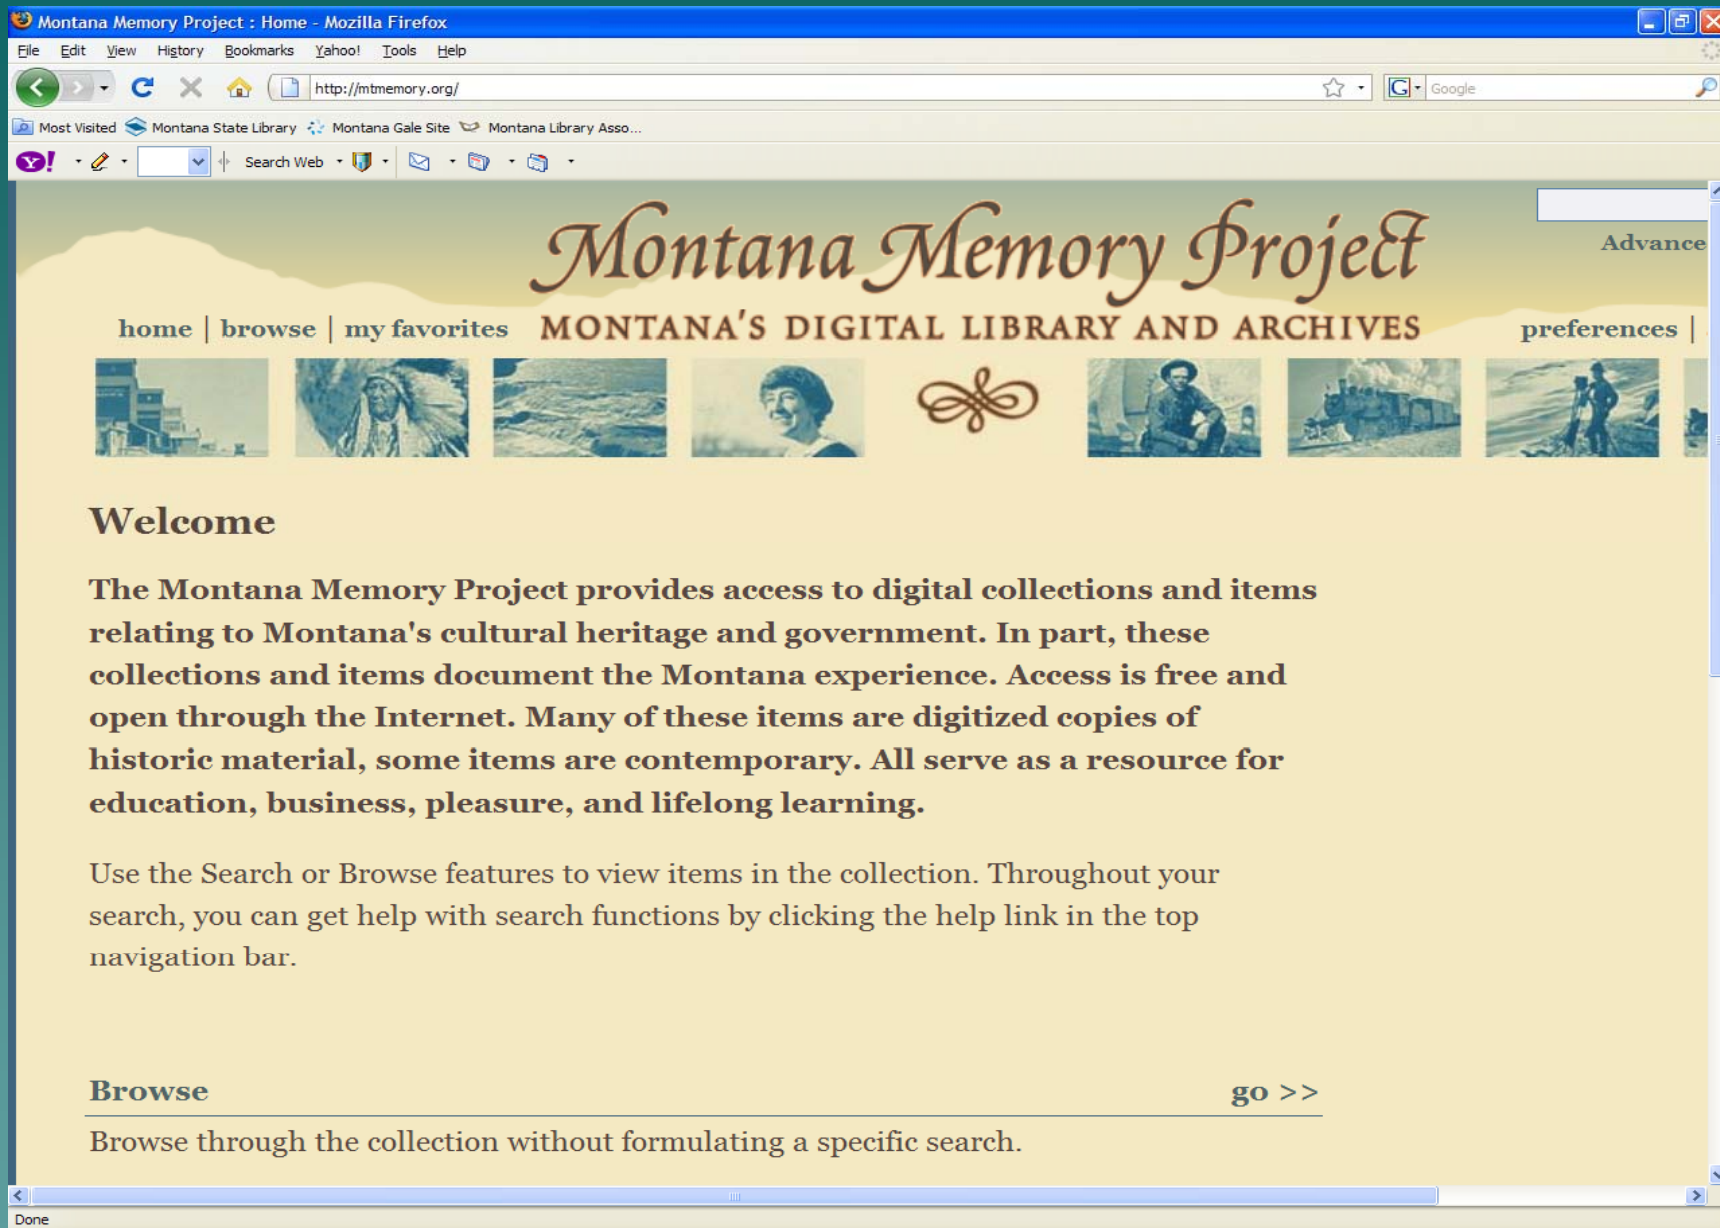 Montana Memory Project : Home - Mozilla Firefox
File Edit View History Bookmarks Yahoo! Tools Help
http://mtmemory.org/
G Google
Most Visited Montana State Library Montana Gale Site Montana Library Asso...
Y! Search Web
Montana Memory Project
Advance
home | browse | my favorites
MONTANA'S DIGITAL LIBRARY AND ARCHIVES
preferences |
Welcome
The Montana Memory Project provides access to digital collections and items
relating to Montana's cultural heritage and government. In part, these
collections and items document the Montana experience. Access is free and
open through the Internet. Many of these items are digitized copies of
historic material, some items are contemporary. All serve as a resource for
education, business, pleasure, and lifelong learning.
Use the Search or Browse features to view items in the collection. Throughout your
search, you can get help with search functions by clicking the help link in the top
navigation bar.
Browse go >>
Browse through the collection without formulating a specific search.
Done